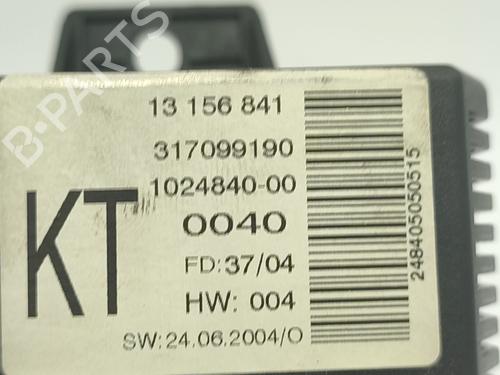 13 156 841
317099190
1024840-00
0040
KT
FD: 37/04
HW: 004
SW: 24.06.2004/O
248405050515
B-PARTS